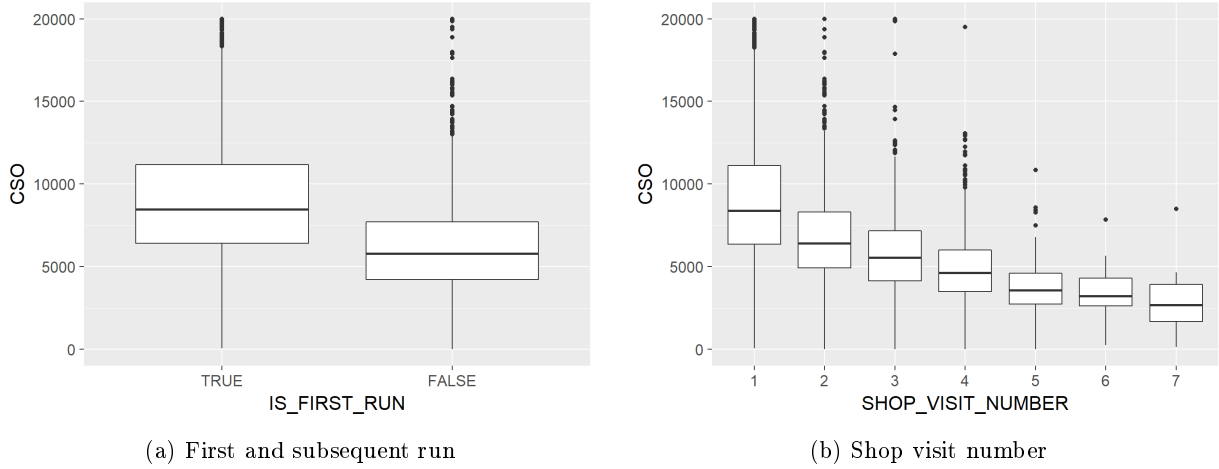 20000
15000
10000
5000
0
CSO
TRUE
FALSE
IS_FIRST_RUN
(a) First and subsequent run
20000
15000
10000
5000
0
CSO
1 2 3 4 5 6 7
SHOP_VISIT_NUMBER
(b) Shop visit number